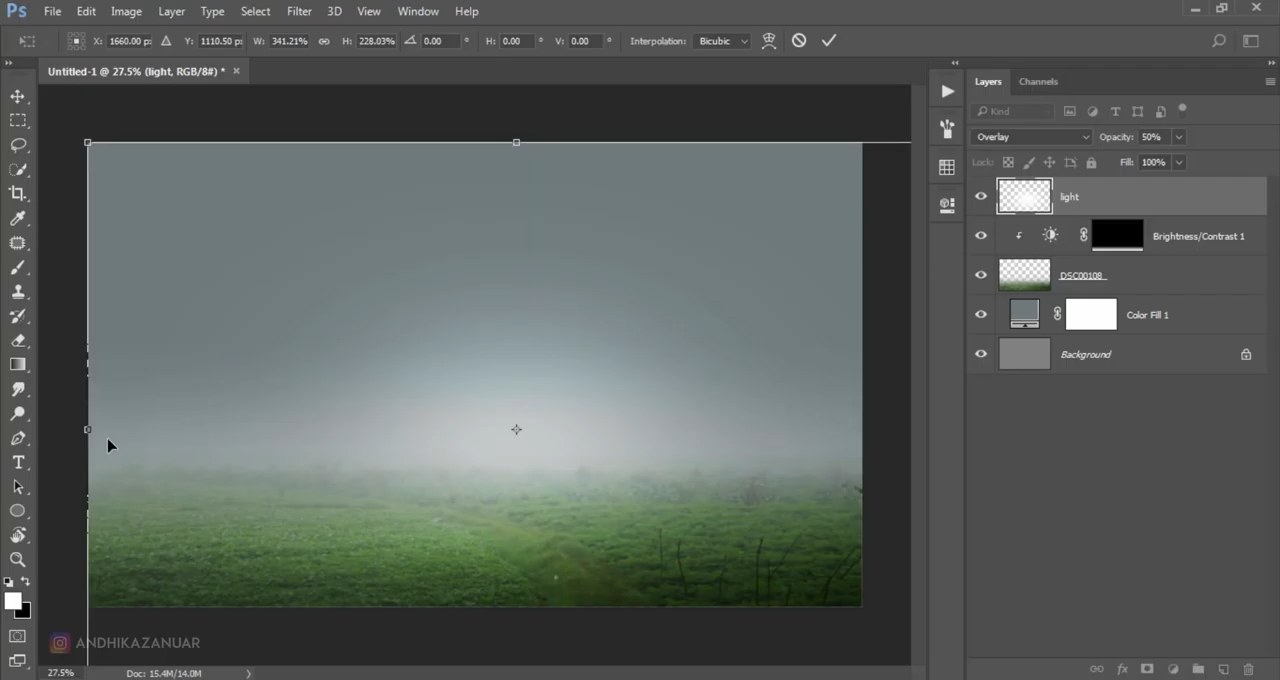 Ps File Edit Image Layer Type Select Filter 3D View Window Help
X: 1660.00 p: Y: 1110.50 p: W: 341.21% H: 228.03% 0.00 ° H: 0.00 ° V: 0.00 ° Interpolation: Bicubic
Untitled-1 @ 27.5% (light, RGB/8#) * ×
Layers Channels
Kind
Overlay Opacity: 50%
Lock: Fill: 100%
light
Brightness/Contrast 1
DSC00108
Color Fill 1
Background
ANDHIKAZANUAR
27.5% Doc: 15.4M/14.0M